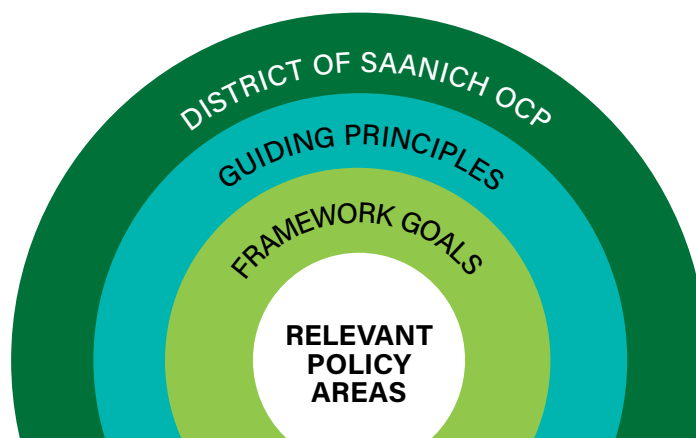 DISTRICT OF SAANICH OCP
GUIDING PRINCIPLES
FRAMEWORK GOALS
RELEVANT
POLICY
AREAS